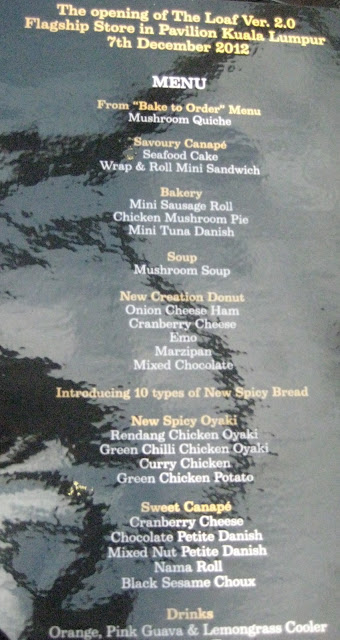 The opening of The Loaf Ver. 2.0
Flagship Store in Pavilion Kuala Lumpur
7th December 2012
MENU
From "Bake to Order" Menu
Mushroom Quiche
Savoury Canapé
Seafood Cake
Wrap & Roll Mini Sandwich
Bakery
Mini Sausage Roll
Chicken Mushroom Pie
Mini Tuna Danish
Soup
Mushroom Soup
New Creation Donut
Onion Cheese Ham
Cranberry Cheese
Emo
Marzipan
Mixed Chocolate
Introducing 10 types of New Spicy Bread
New Spicy Oyaki
Rendang Chicken Oyaki
Green Chilli Chicken Oyaki
Curry Chicken
Green Chicken Potato
Sweet Canapé
Cranberry Cheese
Chocolate Petite Danish
Mixed Nut Petite Danish
Nama Roll
Black Sesame Choux
Drinks
Orange, Pink Guava & Lemongrass Cooler